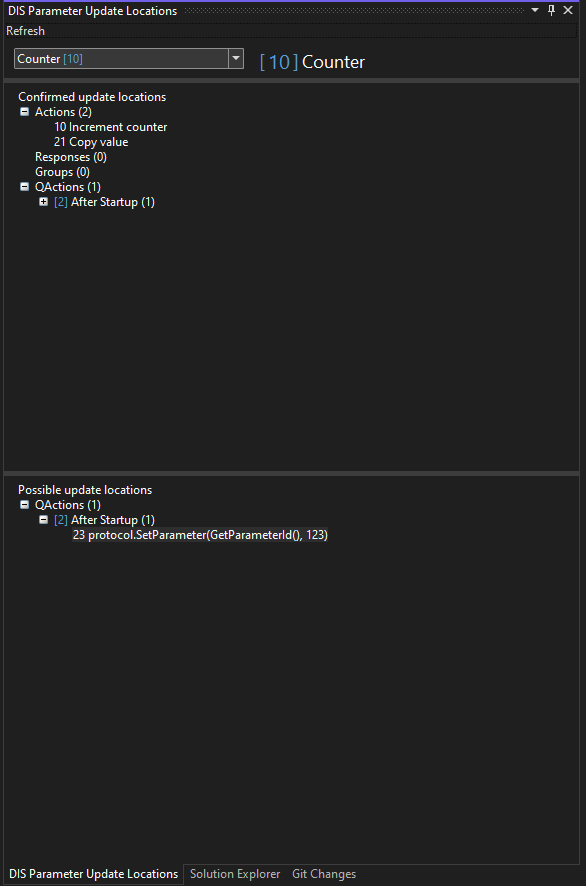 DIS Parameter Update Locations
Refresh
Counter [10]
[10] Counter
Confirmed update locations
Actions (2)
10 Increment counter
21 Copy value
Responses (0)
Groups (0)
QActions (1)
[2] After Startup (1)
Possible update locations
QActions (1)
[2] After Startup (1)
23 protocol.SetParameter(GetParameterId(), 123)
DIS Parameter Update Locations Solution Explorer Git Changes